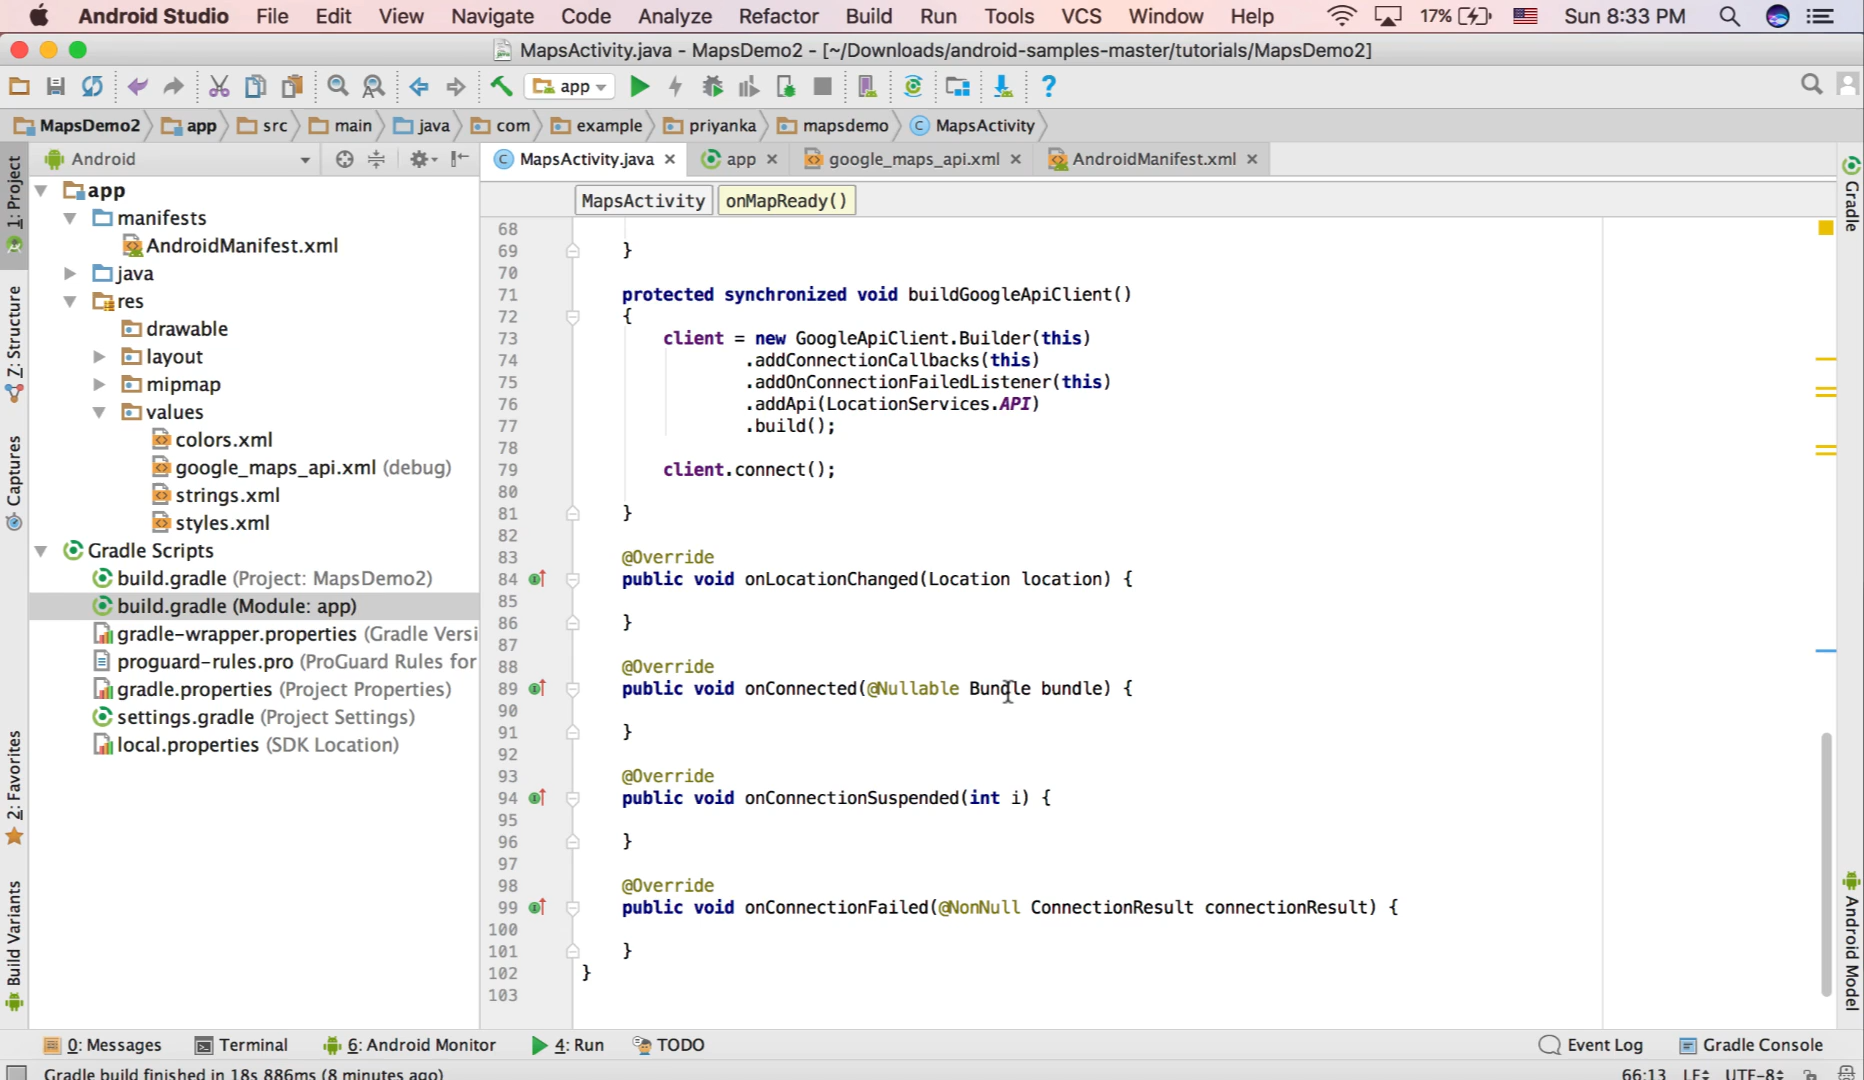 Android Studio File Edit View Navigate Code Analyze Refactor Build Run Tools VCS Window Help 17% Sun 8:33 PM
MapsActivity.java - MapsDemo2 - [~/Downloads/android-samples-master/tutorials/MapsDemo2]
app
MapsDemo2 app src main java com example priyanka mapsdemo MapsActivity
Android
MapsActivity.java app google_maps_api.xml AndroidManifest.xml
MapsActivity onMapReady()
1: Project
Z: Structure
Captures
2: Favorites
Build Variants
app
manifests
AndroidManifest.xml
java
res
drawable
layout
mipmap
values
colors.xml
google_maps_api.xml (debug)
strings.xml
styles.xml
Gradle Scripts
build.gradle (Project: MapsDemo2)
build.gradle (Module: app)
gradle-wrapper.properties (Gradle Versi
proguard-rules.pro (ProGuard Rules for
gradle.properties (Project Properties)
settings.gradle (Project Settings)
local.properties (SDK Location)
68
69 }
70
71 protected synchronized void buildGoogleApiClient()
72 {
73 client = new GoogleApiClient.Builder(this)
74 .addConnectionCallbacks(this)
75 .addOnConnectionFailedListener(this)
76 .addApi(LocationServices.API)
77 .build();
78
79 client.connect();
80
81 }
82
83 @Override
84 public void onLocationChanged(Location location) {
85
86 }
87
88 @Override
89 public void onConnected(@Nullable Bundle bundle) {
90
91 }
92
93 @Override
94 public void onConnectionSuspended(int i) {
95
96 }
97
98 @Override
99 public void onConnectionFailed(@NonNull ConnectionResult connectionResult) {
100
101 }
102 }
103
Gradle
Android Model
0: Messages Terminal 6: Android Monitor 4: Run TODO Event Log Gradle Console
Gradle build finished in 18s 886ms (8 minutes ago) 66:13 LF UTF-8